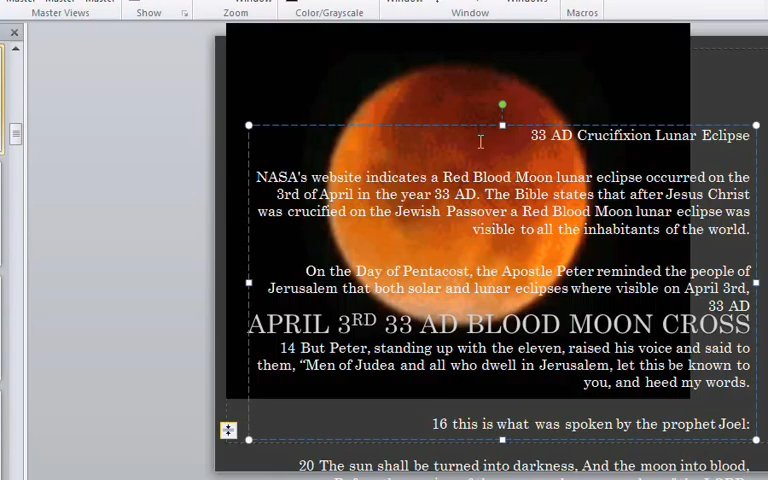 Master Views
Show
Zoom
Color/Grayscale
Window
Macros
33 AD Crucifixion Lunar Eclipse
NASA's website indicates a Red Blood Moon lunar eclipse occurred on the
3rd of April in the year 33 AD. The Bible states that after Jesus Christ
was crucified on the Jewish Passover a Red Blood Moon lunar eclipse was
visible to all the inhabitants of the world.
On the Day of Pentacost, the Apostle Peter reminded the people of
Jerusalem that both solar and lunar eclipses where visible on April 3rd,
33 AD
APRIL 3RD 33 AD BLOOD MOON CROSS
14 But Peter, standing up with the eleven, raised his voice and said to
them, “Men of Judea and all who dwell in Jerusalem, let this be known to
you, and heed my words.
16 this is what was spoken by the prophet Joel:
20 The sun shall be turned into darkness, And the moon into blood,